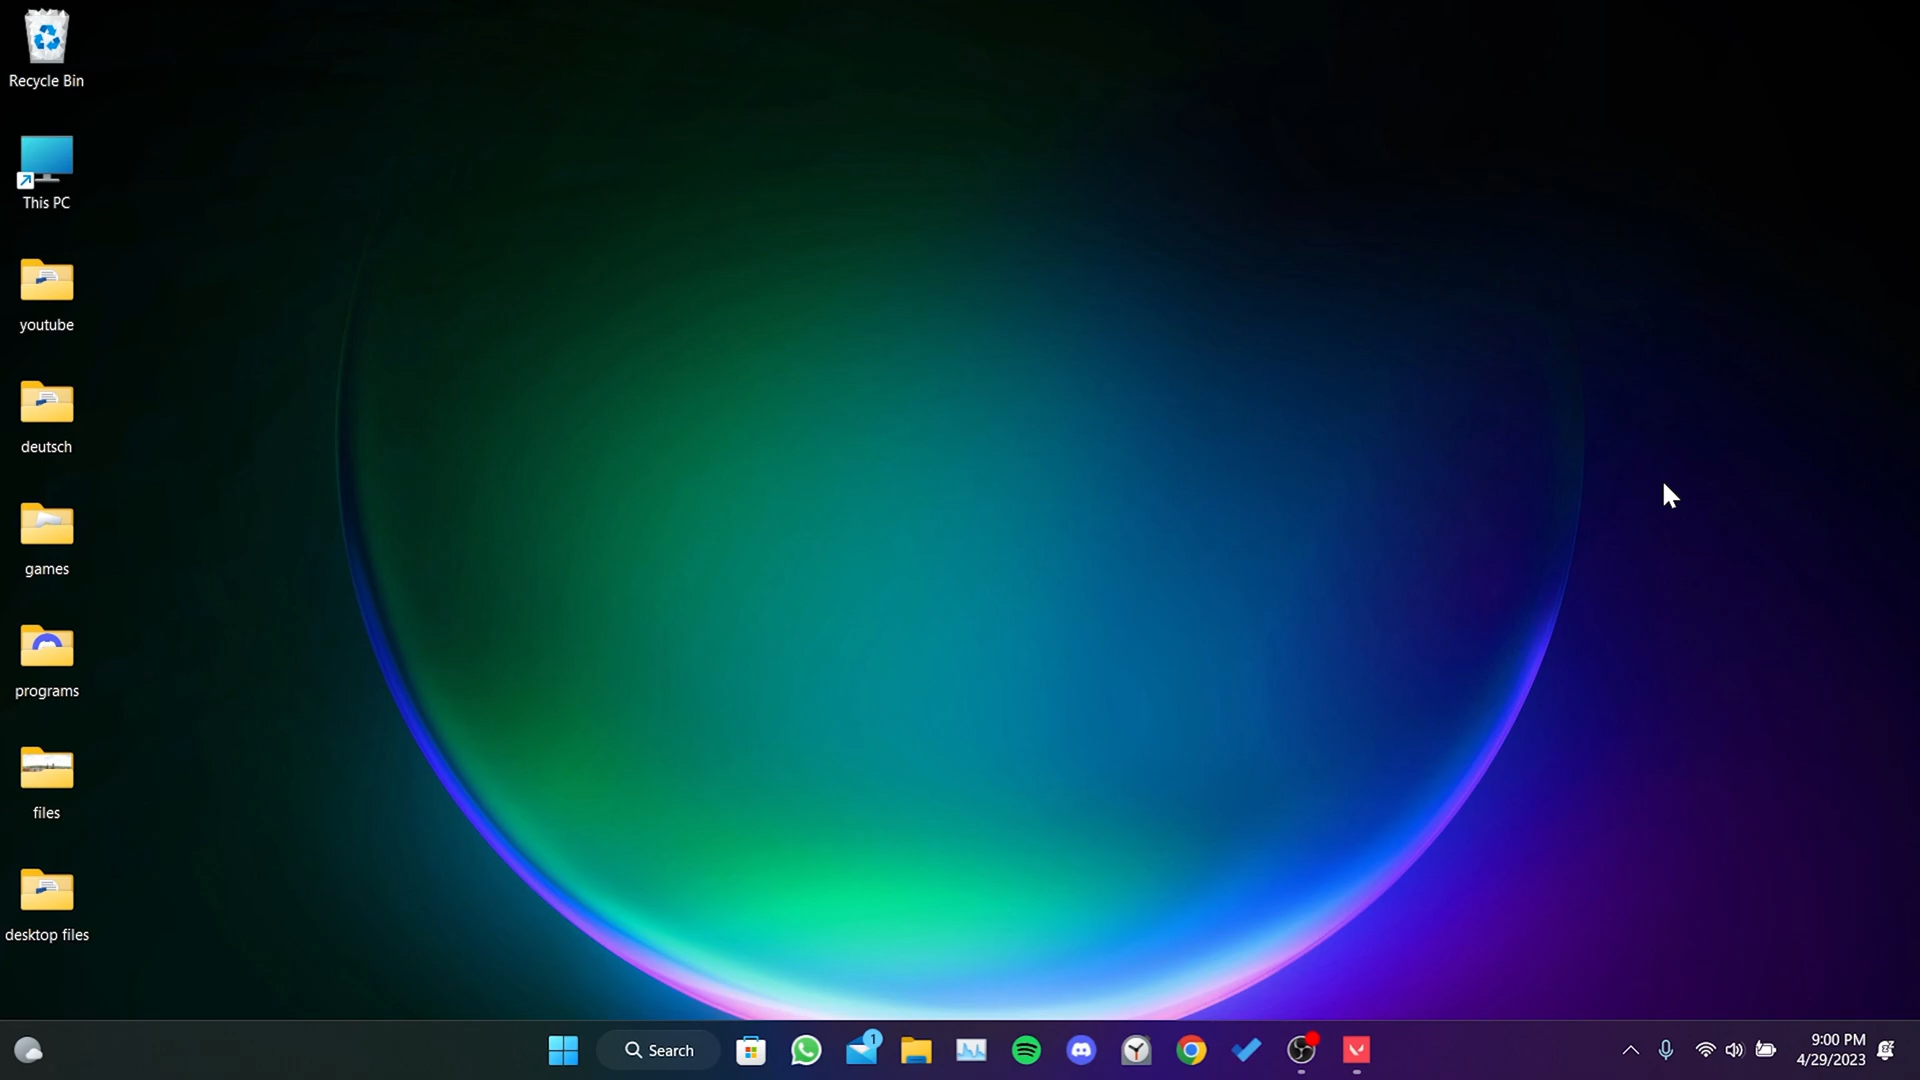 Recycle Bin
This PC
youtube
deutsch
games
programs
files
desktop files
Search
1
9:00 PM
4/29/2023